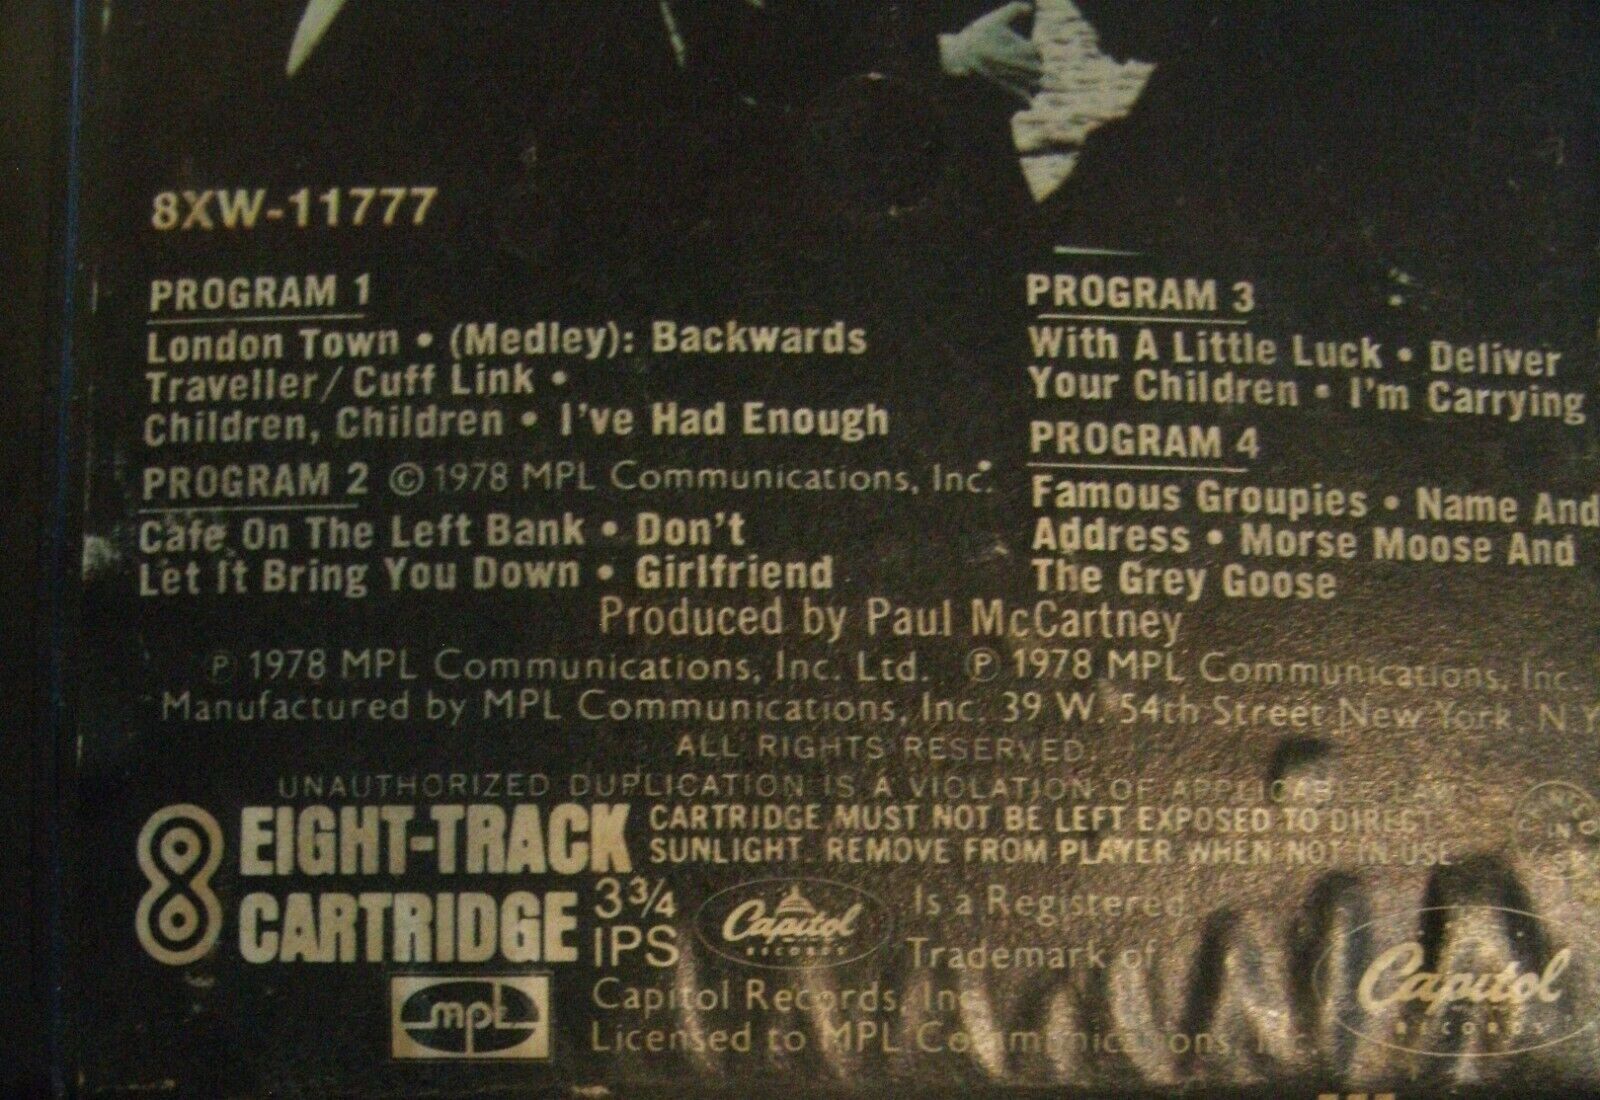 8XW-11777
PROGRAM 1
London Town • (Medley): Backwards
Traveller/Cuff Link •
Children, Children • I've Had Enough
PROGRAM 2 © 1978 MPL Communications, Inc.
Cafe On The Left Bank • Don't
Let It Bring You Down • Girlfriend
PROGRAM 3
With A Little Luck • Deliver
Your Children • I'm Carrying
PROGRAM 4
Famous Groupies • Name And
Address • Morse Moose And
The Grey Goose
Produced by Paul McCartney
℗ 1978 MPL Communications, Inc. Ltd. ℗ 1978 MPL Communications, Inc.
Manufactured by MPL Communications, Inc. 39 W. 54th Street New York, N.Y
ALL RIGHTS RESERVED.
UNAUTHORIZED DUPLICATION IS A VIOLATION OF APPLICABLE LAWS
8 EIGHT-TRACK
CARTRIDGE
CARTRIDGE MUST NOT BE LEFT EXPOSED TO DIRECT
SUNLIGHT. REMOVE FROM PLAYER WHEN NOT IN USE
3¾
IPS
Capitol
RECORDS
Is a Registered
Trademark of
Capitol Records, Inc.
Licensed to MPL Communications, Inc.
mpl
Capitol
RECORDS
IN